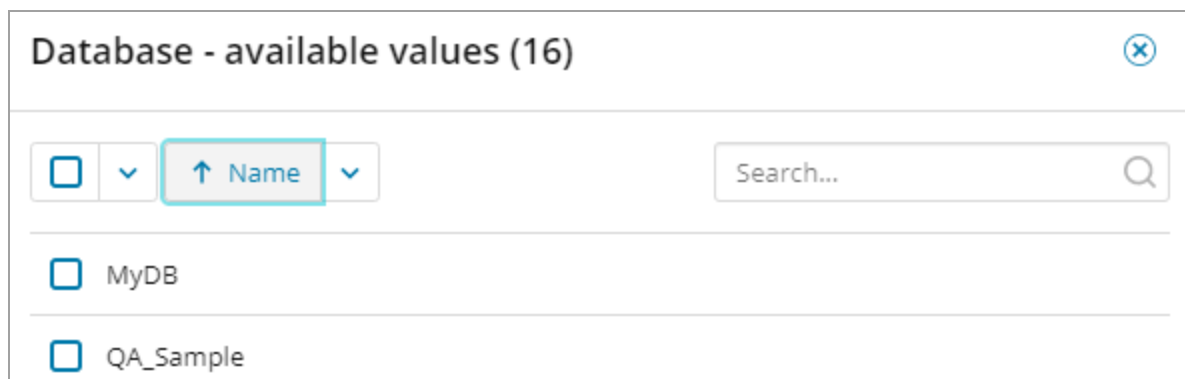 Database - available values (16)
Name
Search...
MyDB
QA_Sample